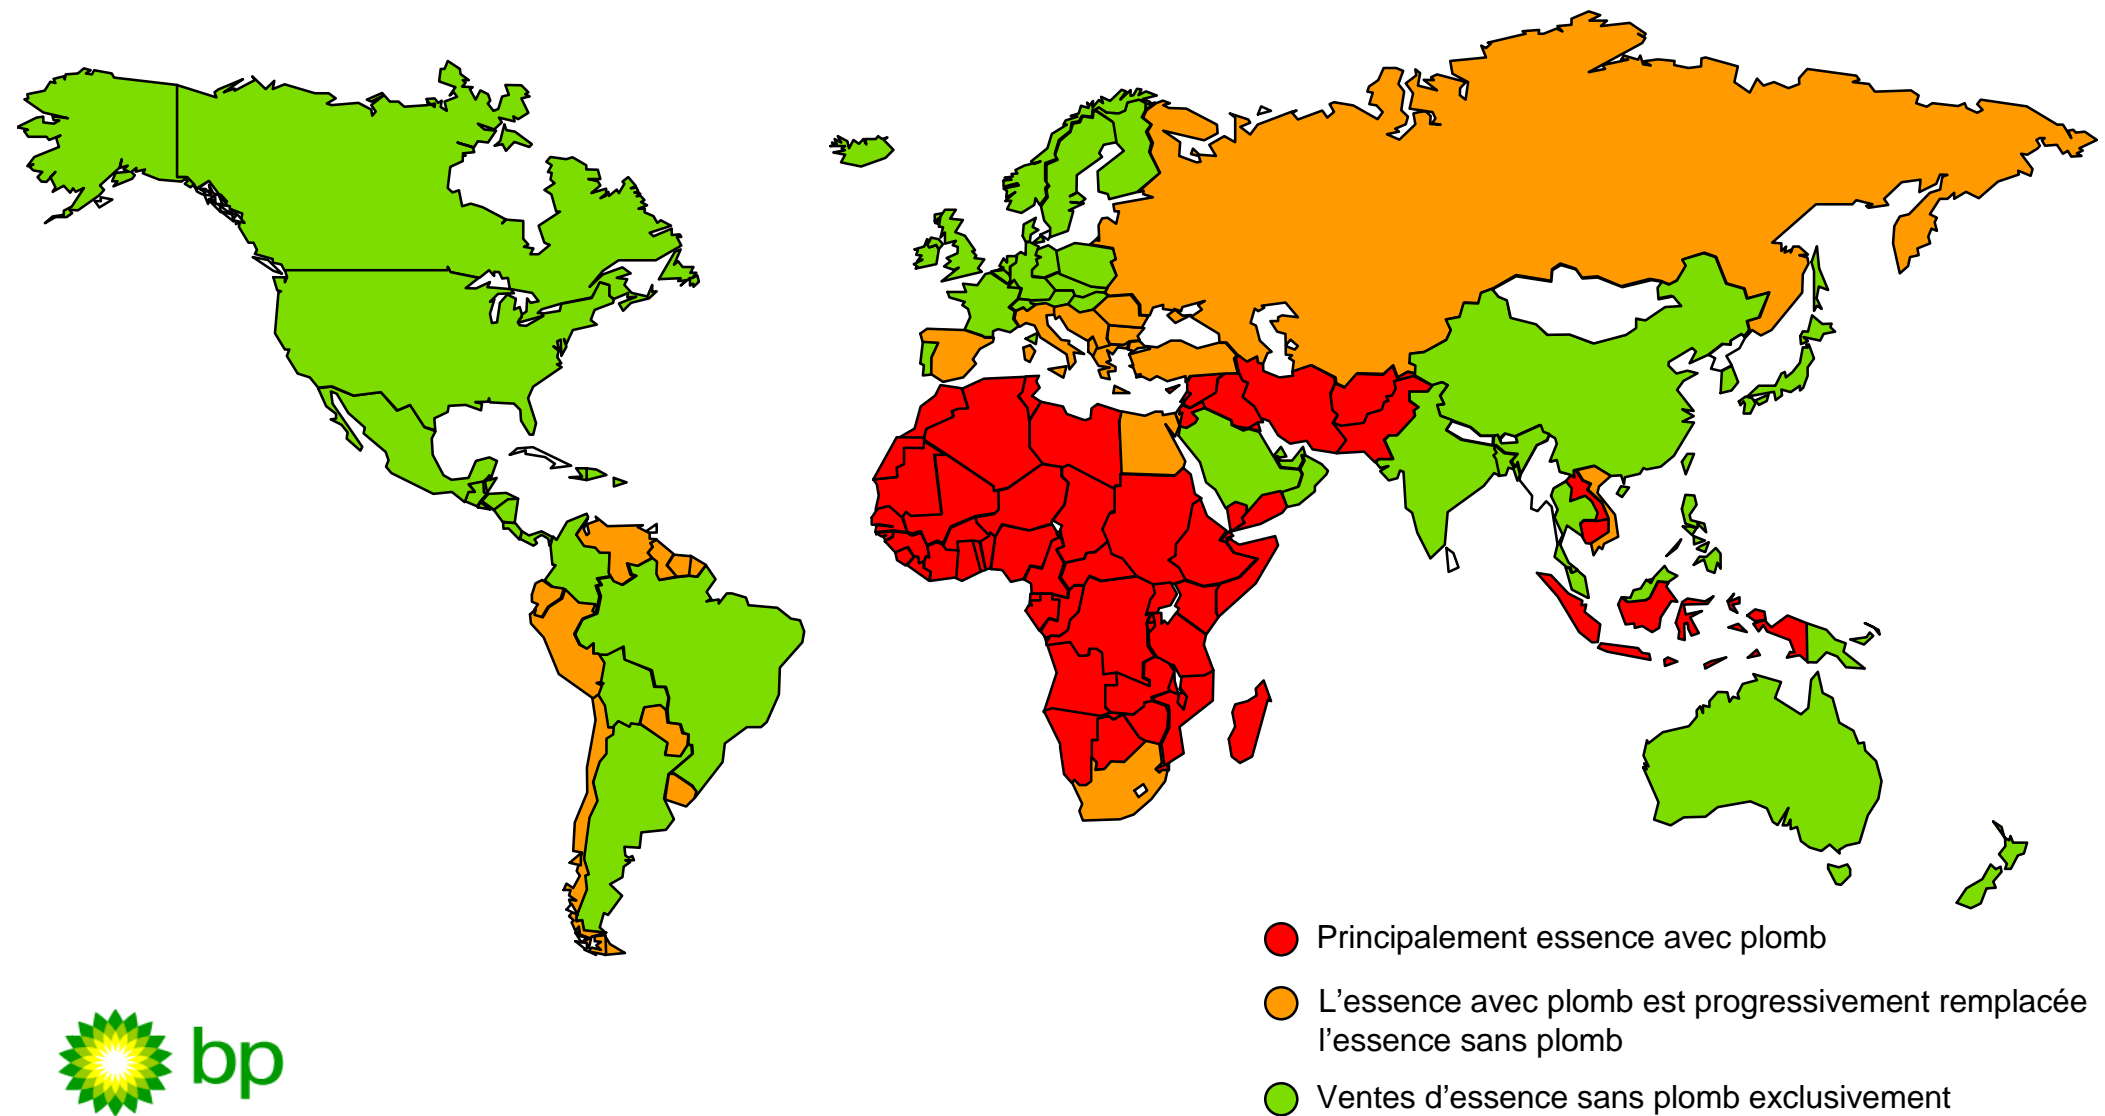 Principalement essence avec plomb
L'essence avec plomb est progressivement remplacée
l'essence sans plomb
Ventes d'essence sans plomb exclusivement
bp